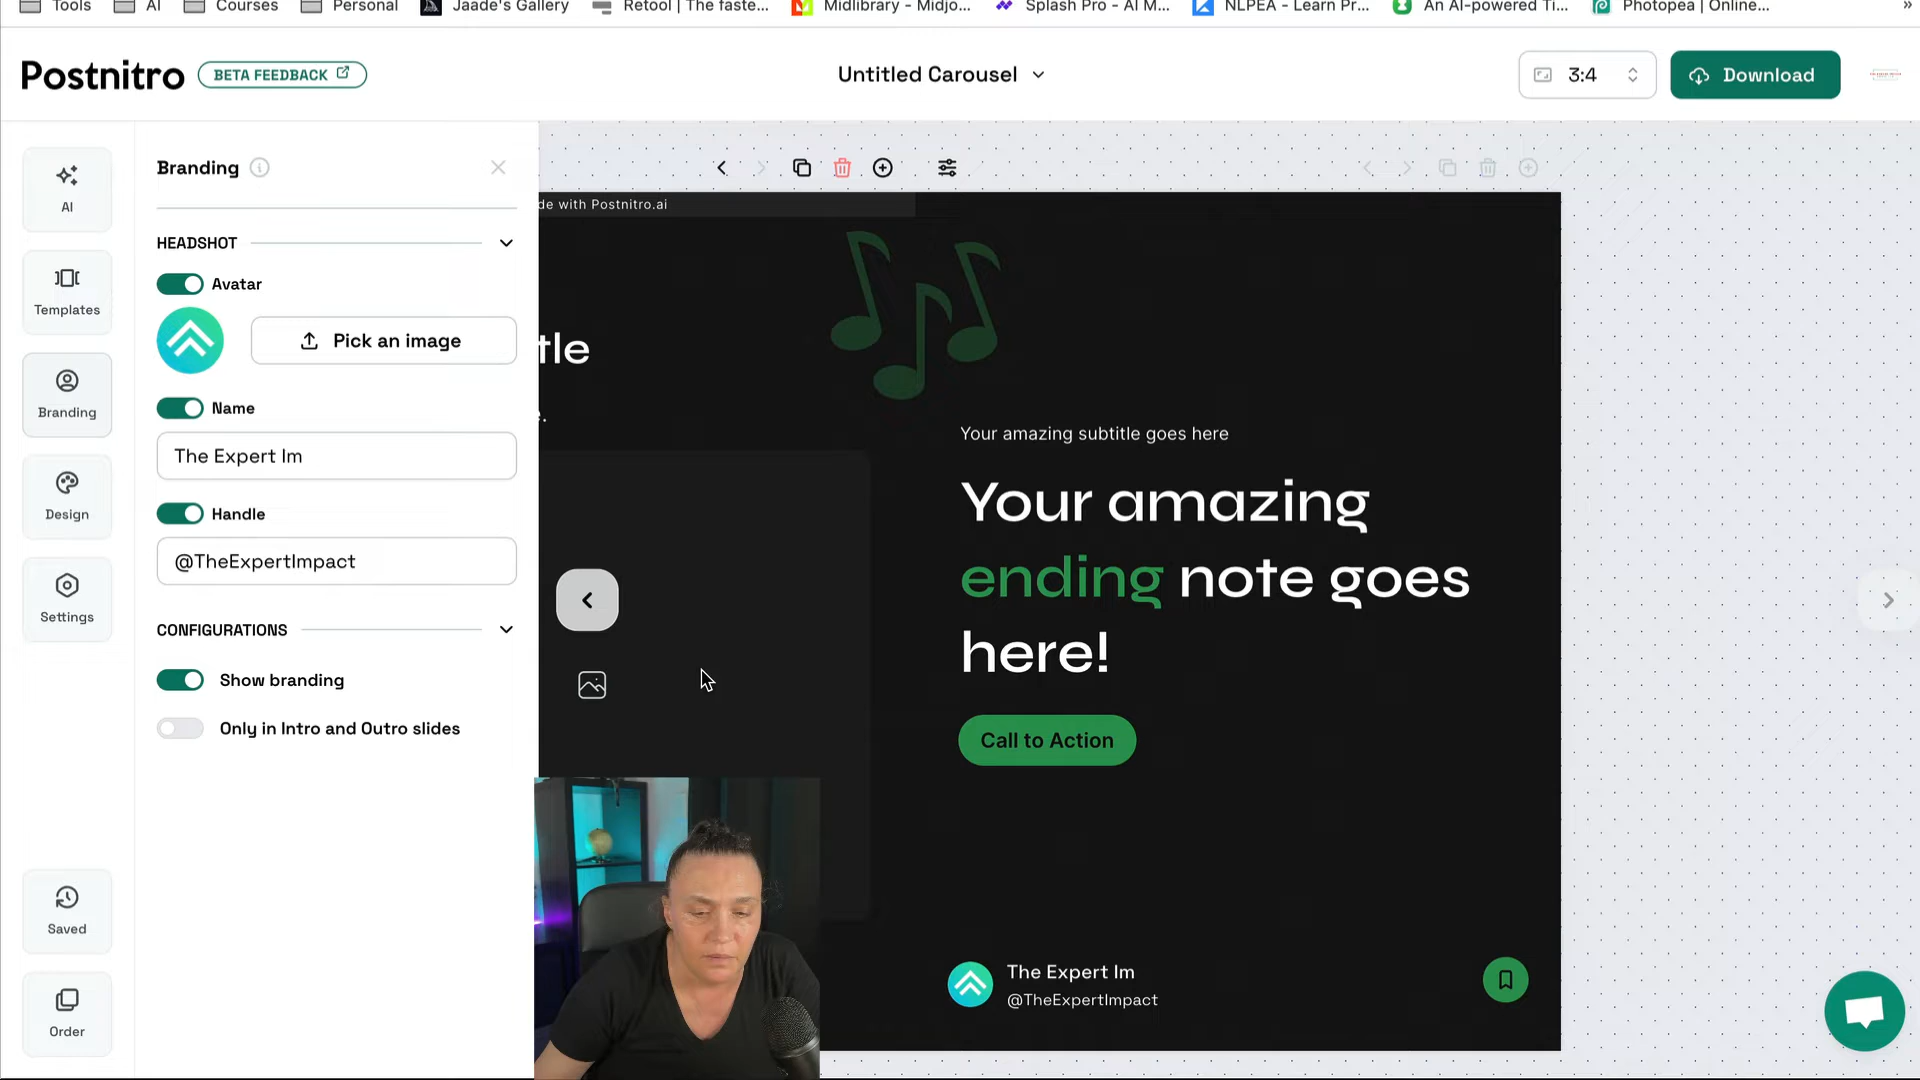 Tools
AI
Courses
Personal
Jaade's Gallery
Retool | The faste...
Midlibrary - Midjo...
Splash Pro - AI M...
NLPEA - Learn Pr...
An AI-powered Ti...
Photopea | Online...
»
Postnitro
BETA FEEDBACK
Untitled Carousel
3:4
Download
AI
Templates
Branding
Design
Settings
Saved
Order
Branding
HEADSHOT
Avatar
Pick an image
Name
The Expert Im
Handle
@TheExpertImpact
CONFIGURATIONS
Show branding
Only in Intro and Outro slides
de with Postnitro.ai
tle
e.
Your amazing subtitle goes here
Your amazing
ending note goes
here!
Call to Action
The Expert Im
@TheExpertImpact